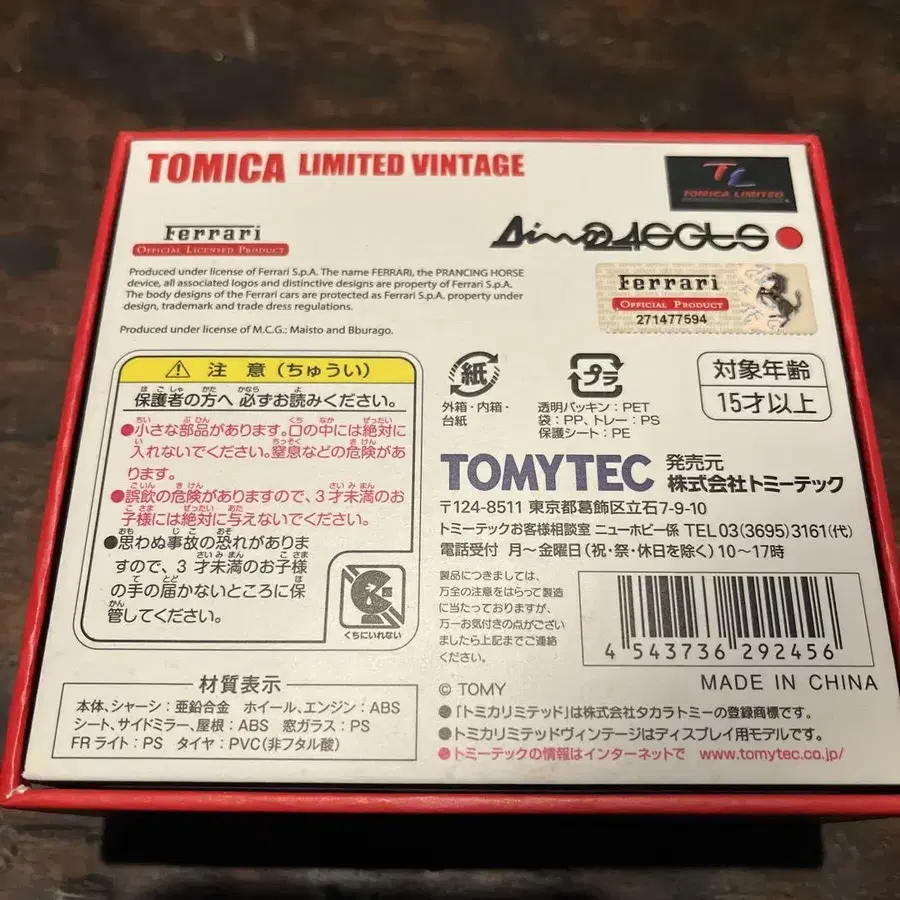 TOMICA LIMITED VINTAGE
TL
TOMICA LIMITED
Ferrari
OFFICIAL LICENSED PRODUCT
Dino246GTS
Produced under license of Ferrari S.p.A. The name FERRARI, the PRANCING HORSE
device, all associated logos and distinctive designs are property of Ferrari S.p.A.
The body designs of the Ferrari cars are protected as Ferrari S.p.A. property under
design, trademark and trade dress regulations.
Produced under license of M.C.G.: Maisto and Bburago.
Ferrari
OFFICIAL PRODUCT
271477594
注意(ちゅうい)
保護者の方へ 必ずお読みください。
●小さな部品があります。口の中には絶対に
入れないでください。窒息などの危険があ
ります。
●誤飲の危険がありますので、3才未満のお
子様には絶対に与えないでください。
●思わぬ事故の恐れがありま
すので、3才未満のお子様
の手の届かないところに保
管してください。
くちにいれない
紙
外箱・内箱・
台紙
プラ
透明パッキン:PET
袋:PP、トレー:PS
保護シート:PE
対象年齢
15才以上
TOMYTEC
発売元
株式会社トミーテック
〒124-8511 東京都葛飾区立石7-9-10
トミーテックお客様相談室 ニューホビー係 TEL 03(3695)3161(代)
電話受付 月〜金曜日(祝・祭・休日を除く)10〜17時
製品につきましては、
万全の注意をはらって製造
に当たっておりますが、
万一お気付きの点がござい
ましたら上記までご連絡
ください。
4 543736 292456
MADE IN CHINA
材質表示
本体、シャーシ:亜鉛合金 ホイール、エンジン:ABS
シート、サイドミラー、屋根:ABS 窓ガラス:PS
FRライト:PS タイヤ:PVC(非フタル酸)
© TOMY
●「トミカリミテッド」は株式会社タカラトミーの登録商標です。
●トミカリミテッドヴィンテージはディスプレイ用モデルです。
●トミーテックの情報はインターネットで www.tomytec.co.jp/